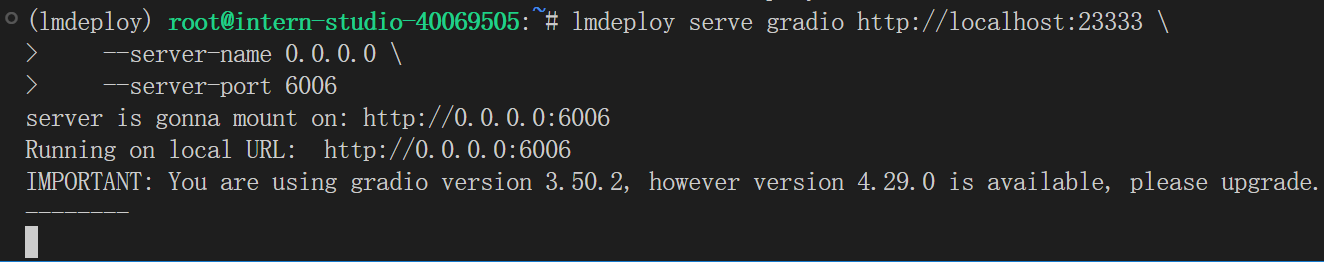 (lmdeploy) root@intern-studio-40069505:~# lmdeploy serve gradio http://localhost:23333 \
>     --server-name 0.0.0.0 \
>     --server-port 6006
server is gonna mount on: http://0.0.0.0:6006
Running on local URL:  http://0.0.0.0:6006
IMPORTANT: You are using gradio version 3.50.2, however version 4.29.0 is available, please upgrade.
--------